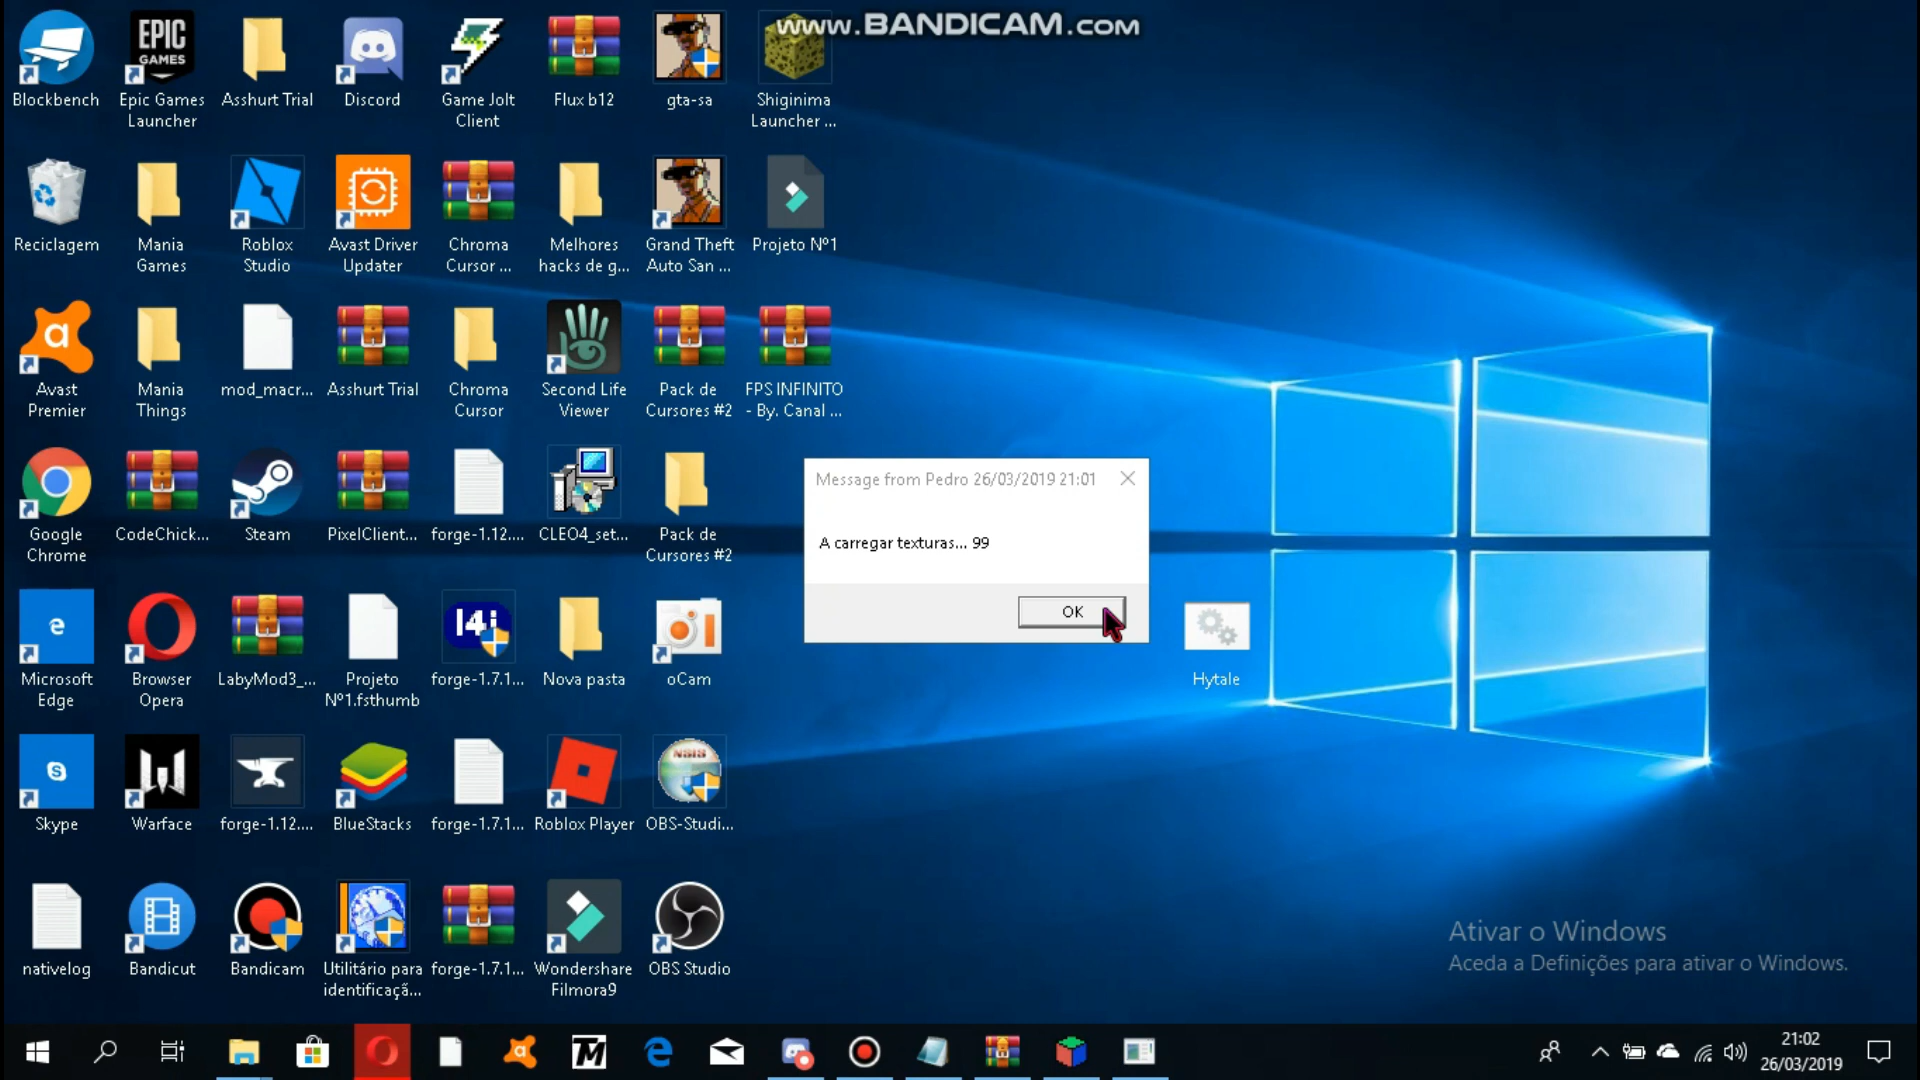 www.BANDICAM.com
Blockbench
Epic Games
Launcher
Asshurt Trial
Discord
Game Jolt
Client
Flux b12
gta-sa
Shiginima
Launcher ...
EPIC
GAMES
Reciclagem
Mania
Games
Roblox
Studio
Avast Driver
Updater
Chroma
Cursor ...
Melhores
hacks de g...
Grand Theft
Auto San ...
Projeto Nº1
Avast
Premier
Mania
Things
mod_macr...
Asshurt Trial
Chroma
Cursor
Second Life
Viewer
Pack de
Cursores #2
FPS INFINITO
- By. Canal ...
Google
Chrome
CodeChick...
Steam
PixelClient...
forge-1.12....
CLEO4_set...
Pack de
Cursores #2
Message from Pedro 26/03/2019 21:01
A carregar texturas... 99
OK
Microsoft
Edge
Browser
Opera
LabyMod3_...
Projeto
Nº1.fsthumb
forge-1.7.1...
Nova pasta
oCam
Hytale
Skype
Warface
forge-1.12....
BlueStacks
forge-1.7.1...
Roblox Player
OBS-Studi...
NSIS
nativelog
Bandicut
Bandicam
Utilitário para
identificaçã...
forge-1.7.1...
Wondershare
Filmora9
OBS Studio
Ativar o Windows
Aceda a Definições para ativar o Windows.
21:02
26/03/2019